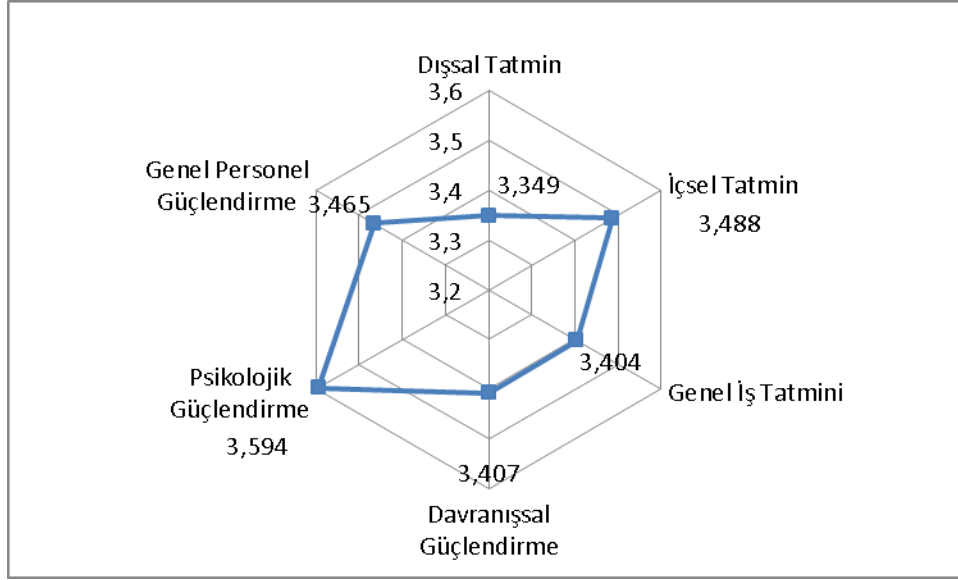 Dışsal Tatmin
3,6
3,5
3,4
3,3
3,2
3,349
İçsel Tatmin
3,488
3,404
Genel İş Tatmini
3,407
Davranışsal
Güçlendirme
Psikolojik
Güçlendirme
3,594
Genel Personel
Güçlendirme
3,465